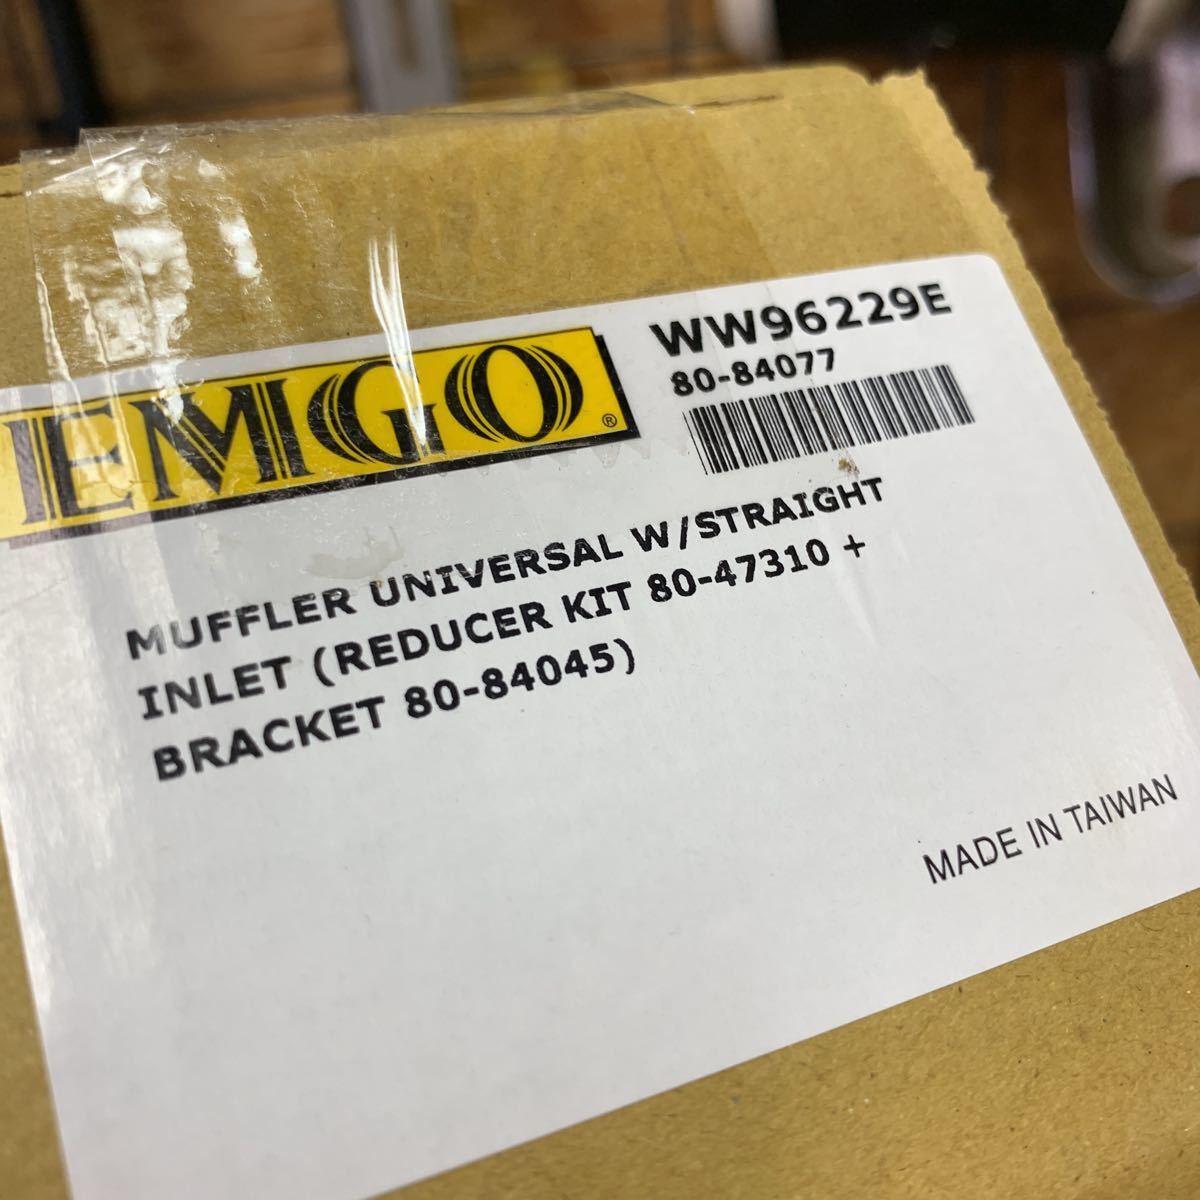 EMGO®
WW96229E
80-84077
MUFFLER UNIVERSAL W/STRAIGHT
INLET (REDUCER KIT 80-47310 +
BRACKET 80-84045)
MADE IN TAIWAN